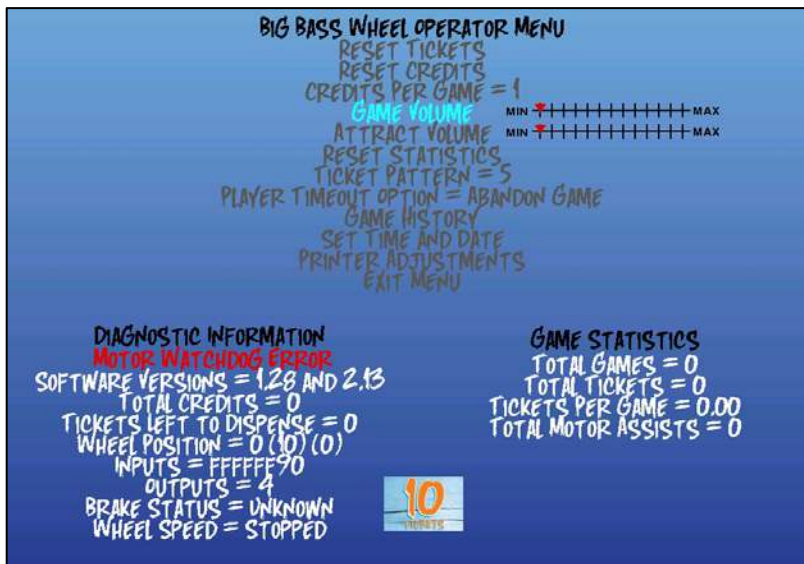 BIG BASS WHEEL OPERATOR MENU
RESET TICKETS
RESET CREDITS
CREDITS PER GAME = 1
GAME VOLUME MIN MAX
ATTRACT VOLUME MIN MAX
RESET STATISTICS
TICKET PATTERN = 5
PLAYER TIMEOUT OPTION = ABANDON GAME
GAME HISTORY
SET TIME AND DATE
PRINTER ADJUSTMENTS
EXIT MENU
DIAGNOSTIC INFORMATION
MOTOR WATCHDOG ERROR
SOFTWARE VERSIONS = 1.28 AND 2.13
TOTAL CREDITS = 0
TICKETS LEFT TO DISPENSE = 0
WHEEL POSITION = 0 (10) (0)
INPUTS = FFFFFF90
OUTPUTS = 4
BRAKE STATUS = UNKNOWN
WHEEL SPEED = STOPPED
GAME STATISTICS
TOTAL GAMES = 0
TOTAL TICKETS = 0
TICKETS PER GAME = 0.00
TOTAL MOTOR ASSISTS = 0
10
TICKETS